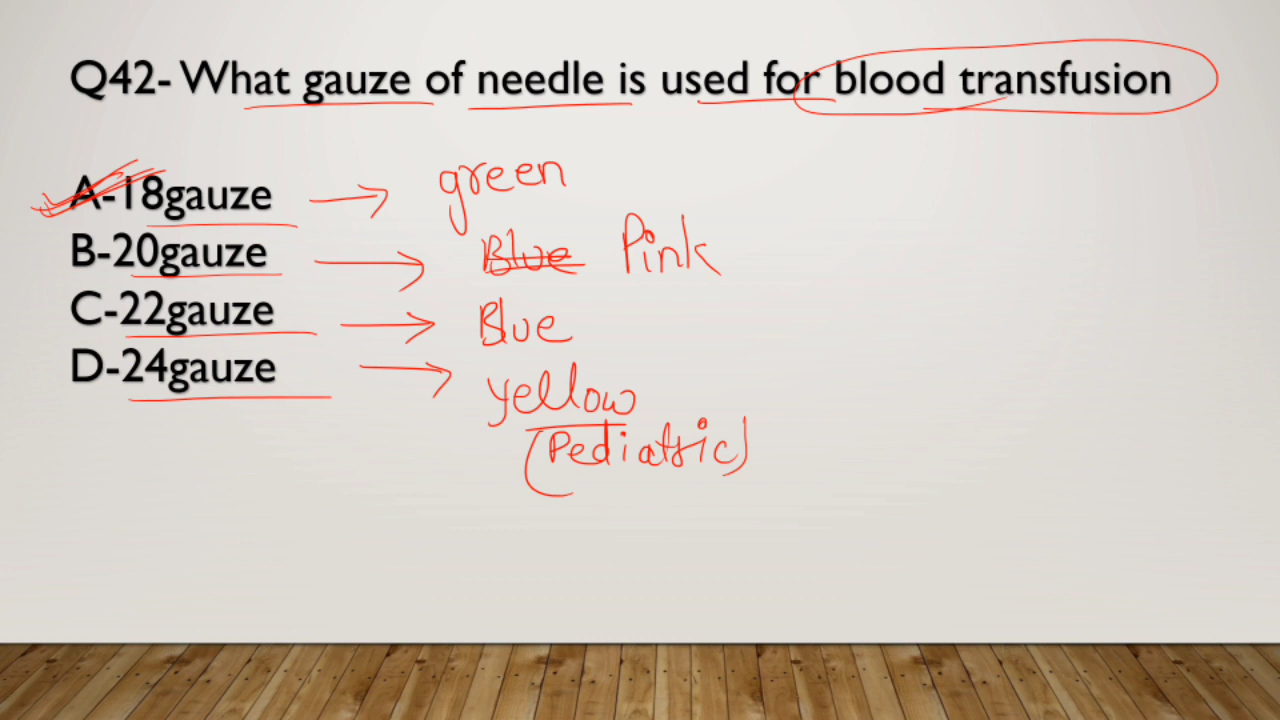 Q42- What gauze of needle is used for blood transfusion
A-18gauze → green
B-20gauze → Blue Pink
C-22gauze → Blue
D-24gauze → yellow
(Pediatric)